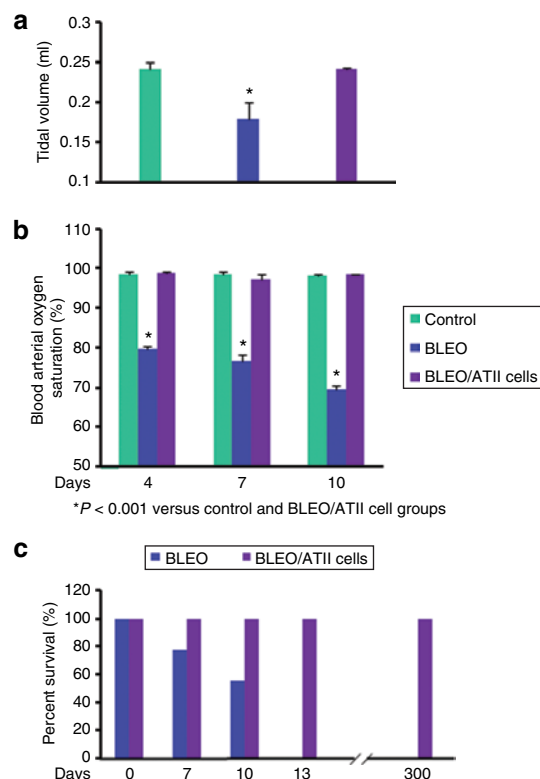 a
Tidal volume (ml)
0.3
0.25
0.2
0.15
0.1
*
b
Blood arterial oxygen
saturation (%)
110
100
90
80
70
60
50
*
*
*
Days 4 7 10
Control
BLEO
BLEO/ATII cells
*P < 0.001 versus control and BLEO/ATII cell groups
c
BLEO BLEO/ATII cells
Percent survival (%)
120
100
80
60
40
20
0
Days 0 7 10 13 300